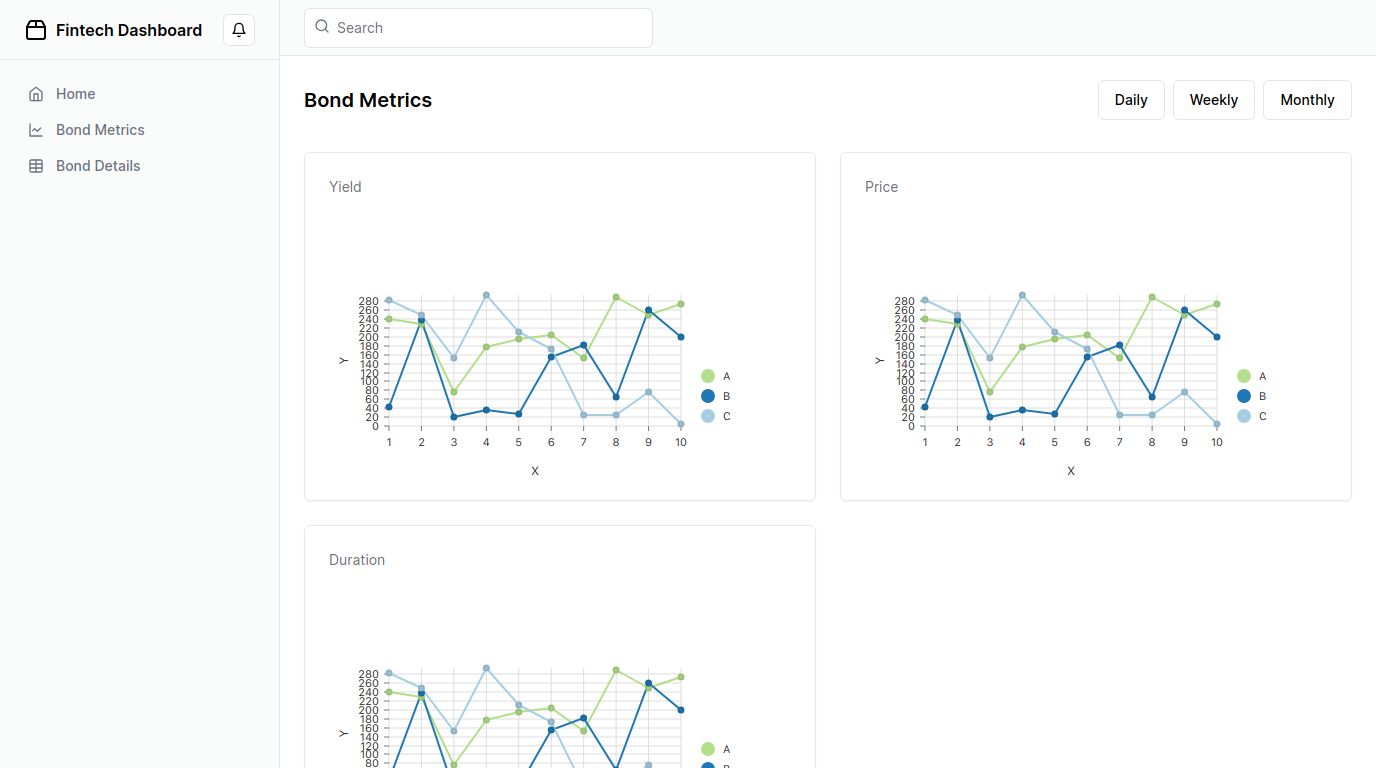 Fintech Dashboard
Search
Home
Bond Metrics
Bond Details
Bond Metrics
Daily
Weekly
Monthly
Yield
280
260
240
220
200
180
160
140
120
100
80
60
40
20
0
Y
1 2 3 4 5 6 7 8 9 10
X
A
B
C
Price
280
260
240
220
200
180
160
140
120
100
80
60
40
20
0
Y
1 2 3 4 5 6 7 8 9 10
X
A
B
C
Duration
280
260
240
220
200
180
160
140
120
100
80
Y
A